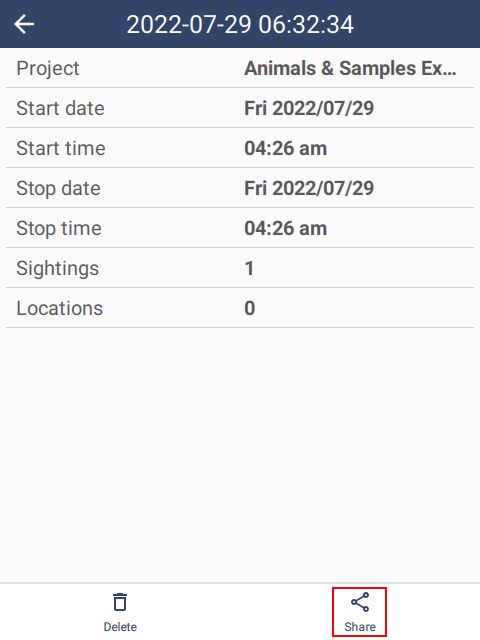 2022-07-29 06:32:34
Project Animals & Samples Ex...
Start date Fri 2022/07/29
Start time 04:26 am
Stop date Fri 2022/07/29
Stop time 04:26 am
Sightings 1
Locations 0
Delete Share